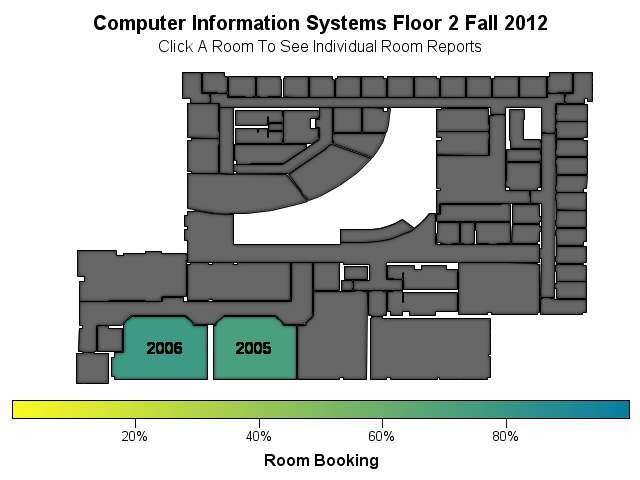 Computer Information Systems Floor 2 Fall 2012
Click A Room To See Individual Room Reports
2006 2005
20% 40% 60% 80%
Room Booking